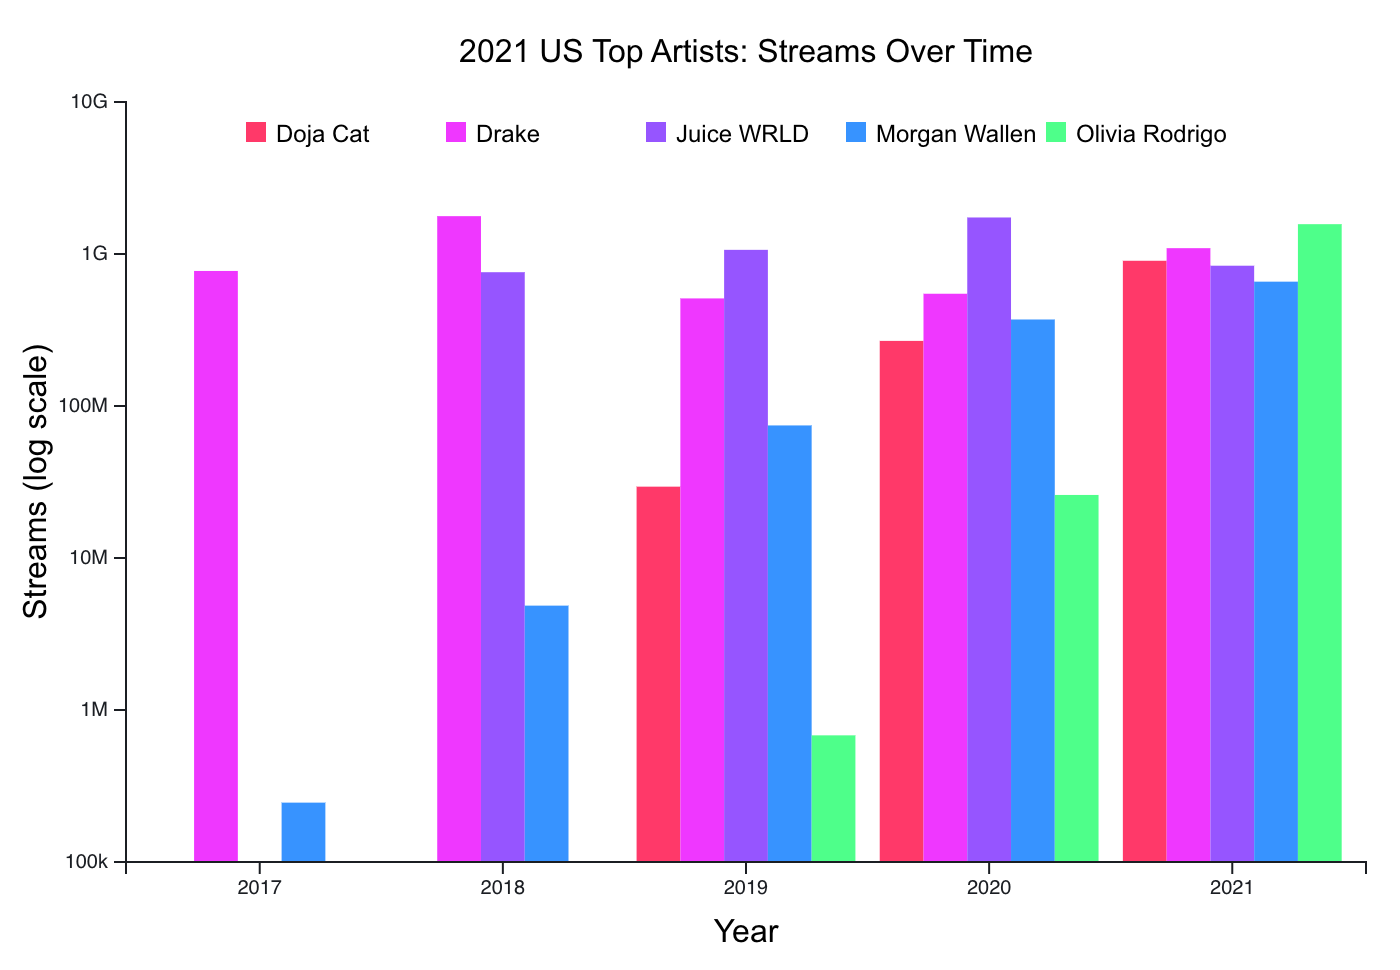 2021 US Top Artists: Streams Over Time
Doja Cat Drake Juice WRLD Morgan Wallen Olivia Rodrigo
10G
1G
100M
10M
1M
100k
Streams (log scale)
2017 2018 2019 2020 2021
Year